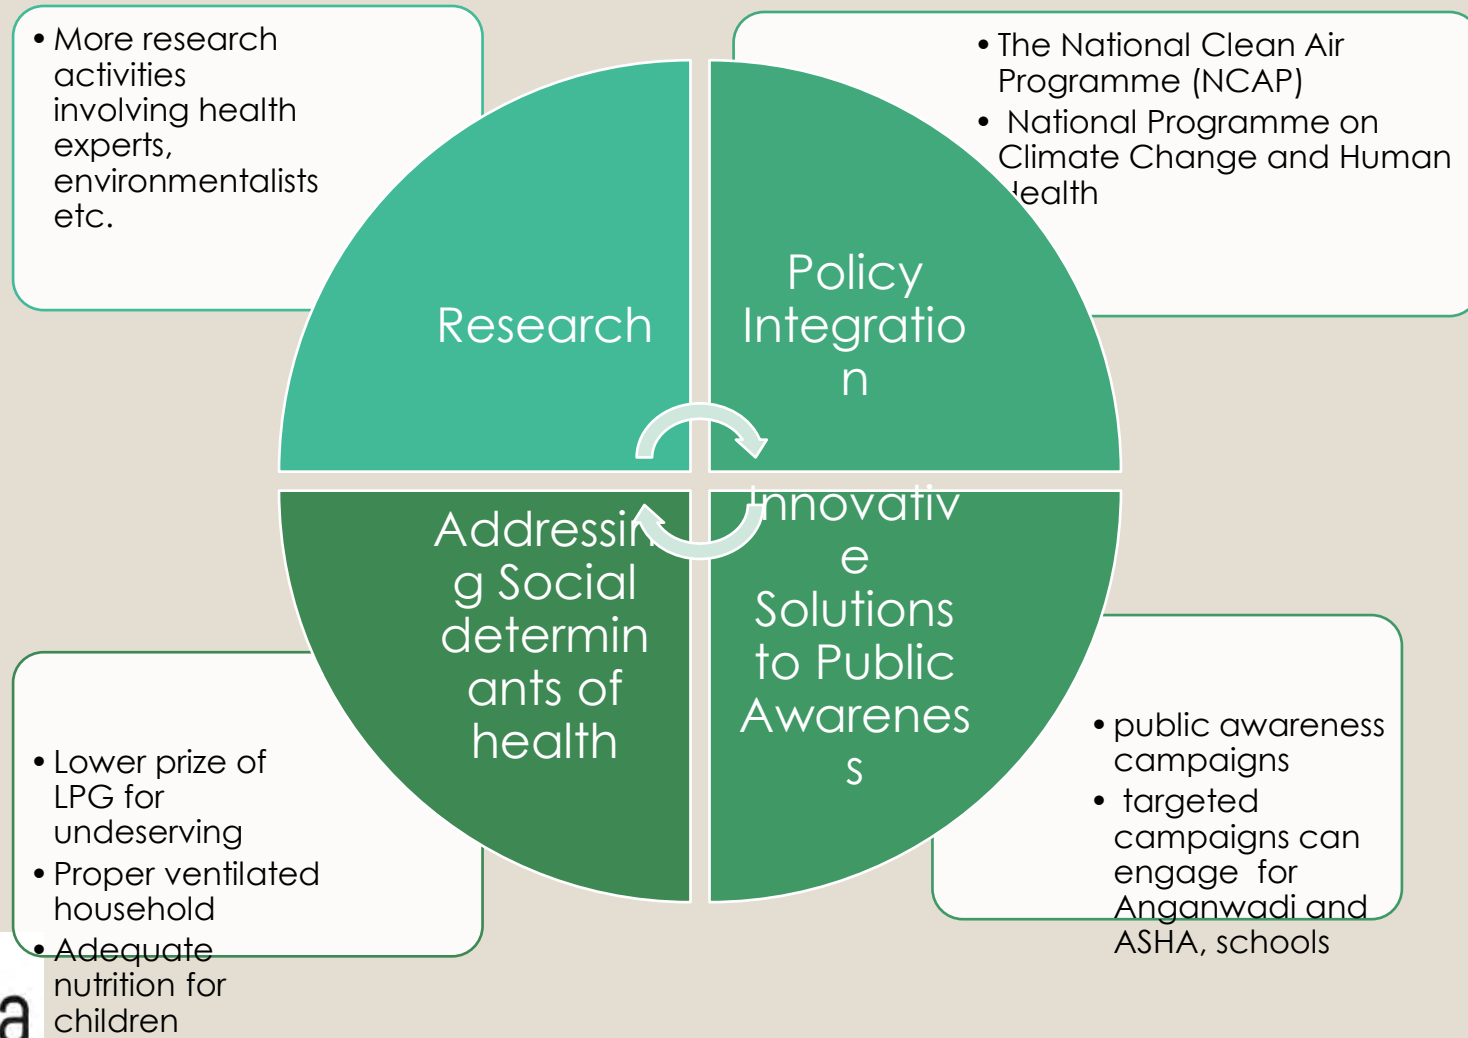 • More research
activities
involving health
experts,
environmentalists
etc.
• The National Clean Air
Programme (NCAP)
• National Programme on
Climate Change and Human
Health
Research
Policy
Integratio
n
Addressin
g Social
determin
ants of
health
Innovativ
e
Solutions
to Public
Awarenes
s
• Lower prize of
LPG for
undeserving
• Proper ventilated
household
• Adequate
nutrition for
children
• public awareness
campaigns
• targeted
campaigns can
engage for
Anganwadi and
ASHA, schools
a